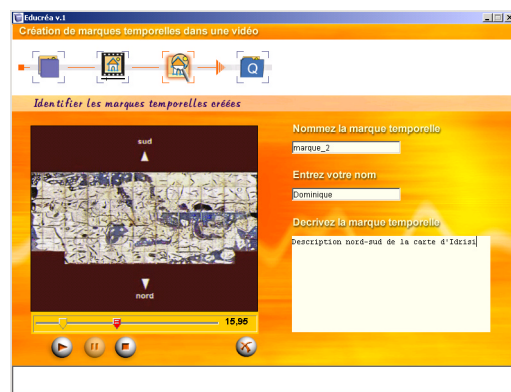 Educréa v.1
Création de marques temporelles dans une vidéo
Q
Identifier les marques temporelles créées
sud
nord
15,95
Nommez la marque temporelle
marque_2
Entrez votre nom
Dominique
Decrivez la marque temporelle
Description nord-sud de la carte d'Idrisi